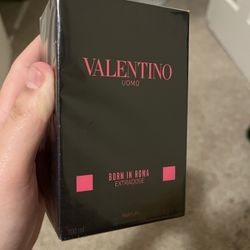 VALENTINO
UOMO
BORN IN ROMA
EXTRADOSE
PARFUM
100 ml